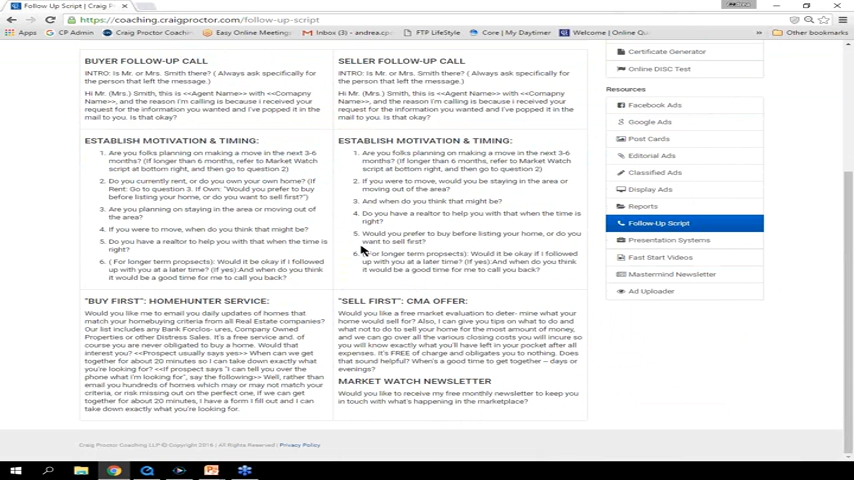 Follow Up Script
https://coaching.craigproctor.com/follow-up-script
Apps CP Admin Craig Proctor Coac Easy Online Meeting Inbox (3) - andrea.cp FTP LifeStyle Core | My Daytimer Welcome | Online Qu Other bookmarks
BUYER FOLLOW-UP CALL
INTRO: Is Mr. or Mrs. Smith there? ( Always ask specifically for
the person that left the message.)
Hi Mr. (Mrs.) Smith, this is <<Agent Name>> with <<Comapny
Name>>, and the reason I'm calling is because i received your
request for the information you wanted and I've popped it in the
mail to you. Is that okay?
SELLER FOLLOW-UP CALL
INTRO: Is Mr. or Mrs. Smith there? ( Always ask specifically for
the person that left the message.)
Hi Mr. (Mrs.) Smith, this is <<Agent Name>> with <<Comapny
Name>>, and the reason I'm calling is because i received your
request for the information you wanted and I've popped it in the
mail to you. Is that okay?
ESTABLISH MOTIVATION & TIMING:
1. Are you folks planning on making a move in the next 3-6
months? (If longer than 6 months, refer to Market Watch
script at bottom right, and then go to question 2)
2. Do you currently rent, or do you own your own home? (If
Rent: Go to question 3. If Own: "Would you prefer to buy
before listing your home, or do you want to sell first?")
3. Are you planning on staying in the area or moving out of
the area?
4. If you were to move, when do you think that might be?
5. Do you have a realtor to help you with that when the time is
right?
6. ( For longer term propsects): Would it be okay if I followed
up with you at a later time? (If yes):And when do you think
it would be a good time for me to call you back?
ESTABLISH MOTIVATION & TIMING:
1. Are you folks planning on making a move in the next 3-6
months? (If longer than 6 months, refer to Market Watch
script at bottom right, and then go to question 2)
2. If you were to move, would you be staying in the area or
moving out of the area?
3. And when do you think that might be?
4. Do you have a realtor to help you with that when the time is
right?
5. Would you prefer to buy before listing your home, or do you
want to sell first?
6. (For longer term propsects): Would it be okay if I followed
up with you at a later time? (If yes):And when do you think
it would be a good time for me to call you back?
"BUY FIRST": HOMEHUNTER SERVICE:
Would you like me to email you daily updates of homes that
match your homebuying criteria from all Real Estate companies?
Our list includes any Bank Forclos- ures, Company Owned
Properties or other Distress Sales. It's a free service and. of
course you are never obligated to buy a home. Would that
interest you? <<Prospect usually says yes>> When can we get
together for about 20 minutes so I can take down exactly what
you're looking for? <<If prospect says "I can tell you over the
phone what I'm looking for", say the following>> Well, rather than
email you hundreds of homes which may or may not match your
criteria, or risk missing out on the perfect one, if we can get
together for about 20 minutes, I have a form I fill out and I can
take down exactly what you're looking for.
"SELL FIRST": CMA OFFER:
Would you like a free market evaluation to deter- mine what your
home would sell for? Also, I can give you tips on what to do and
what not to do to sell your home for the most amount of money,
and we can go over all the various closing costs you will incure so
you will know exactly what you'll have left in your pocket after all
expenses. It's FREE of charge and obligates you to nothing. Does
that sound helpful? When's a good time to get together – days or
evenings?
MARKET WATCH NEWSLETTER
Would you like to receive my free monthly newsletter to keep you
in touch with what's happening in the marketplace?
Certificate Generator
Online DISC Test
Resources
Facebook Ads
Google Ads
Post Cards
Editorial Ads
Classified Ads
Display Ads
Reports
Follow-Up Script
Presentation Systems
Fast Start Videos
Mastermind Newsletter
Ad Uploader
Craig Proctor Coaching LLP © Copyright 2016 | All Rights Reserved | Privacy Policy